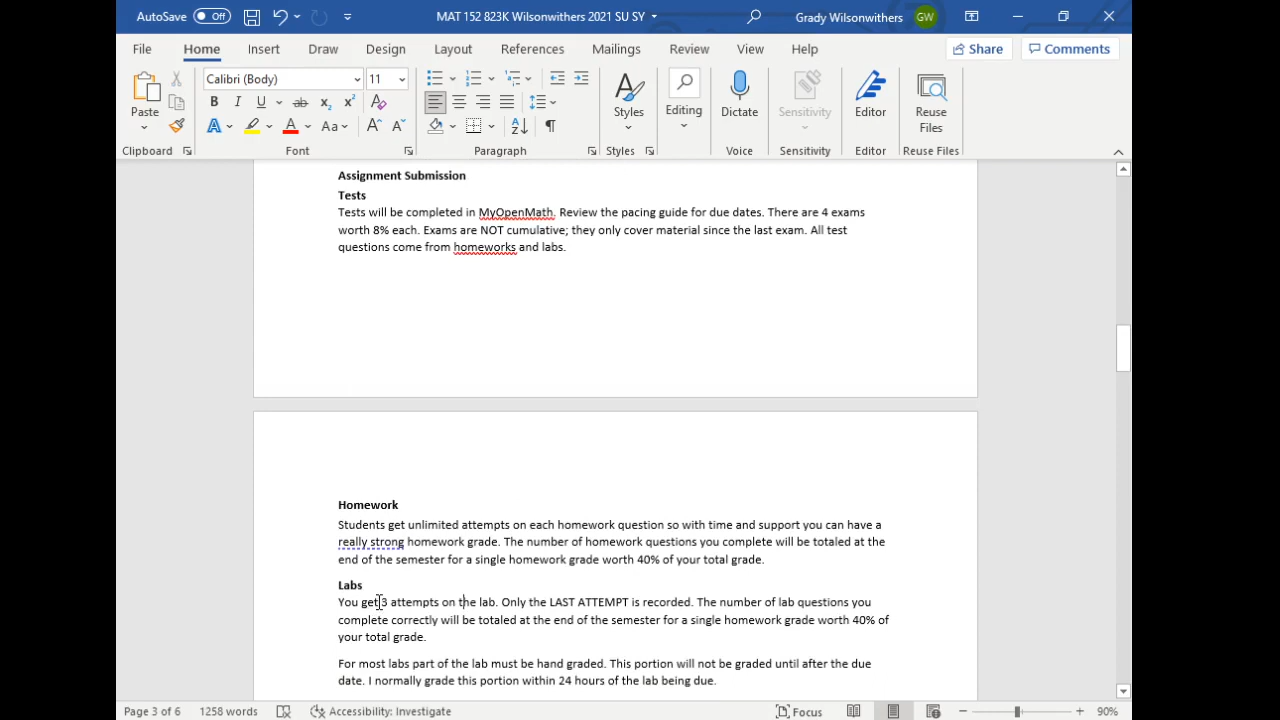 AutoSave Off MAT 152 823K Wilsonwithers 2021 SU SY Grady Wilsonwithers GW
File Home Insert Draw Design Layout References Mailings Review View Help Share Comments
Calibri (Body) 11
Paste Styles Editing Dictate Sensitivity Editor Reuse Files
Clipboard Font Paragraph Styles Voice Sensitivity Editor Reuse Files
Assignment Submission
Tests
Tests will be completed in MyOpenMath. Review the pacing guide for due dates. There are 4 exams
worth 8% each. Exams are NOT cumulative; they only cover material since the last exam. All test
questions come from homeworks and labs.
Homework
Students get unlimited attempts on each homework question so with time and support you can have a
really strong homework grade. The number of homework questions you complete will be totaled at the
end of the semester for a single homework grade worth 40% of your total grade.
Labs
You get 3 attempts on the lab. Only the LAST ATTEMPT is recorded. The number of lab questions you
complete correctly will be totaled at the end of the semester for a single homework grade worth 40% of
your total grade.
For most labs part of the lab must be hand graded. This portion will not be graded until after the due
date. I normally grade this portion within 24 hours of the lab being due.
Page 3 of 6 1258 words Accessibility: Investigate Focus 90%